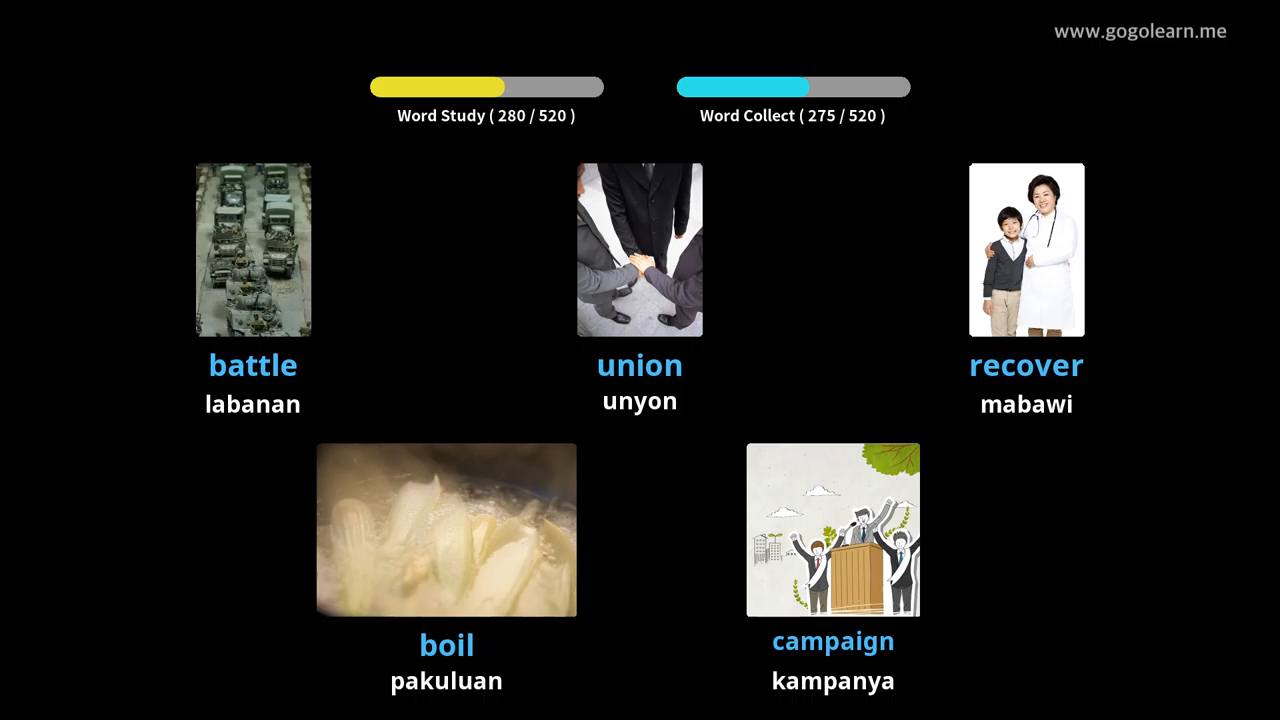 www.gogolearn.me
Word Study ( 280 / 520 )
Word Collect ( 275 / 520 )
battle
labanan
union
unyon
recover
mabawi
boil
pakuluan
campaign
kampanya